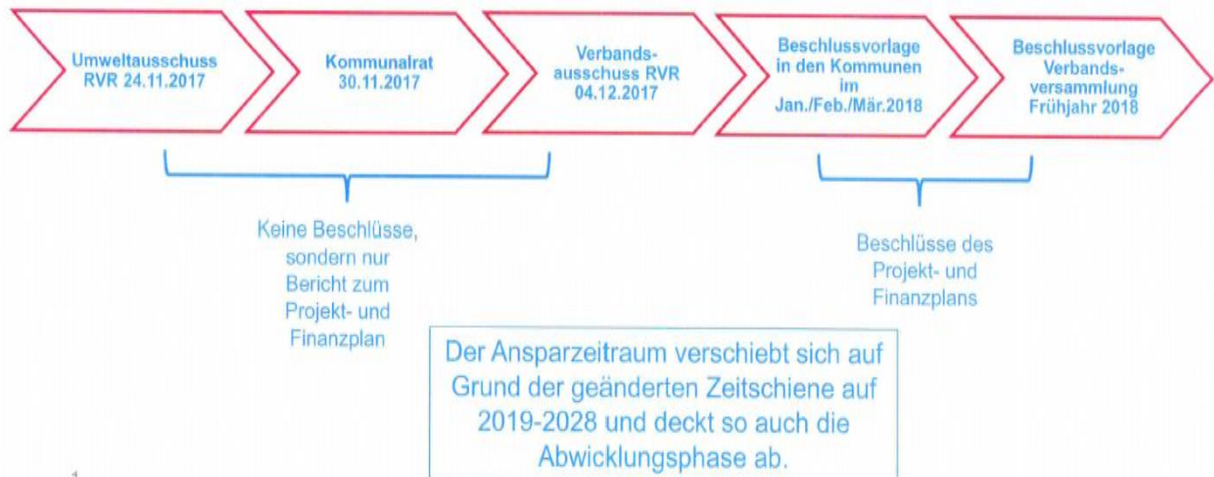 Umweltausschuss
RVR 24.11.2017
Kommunalrat
30.11.2017
Verbands-
ausschuss RVR
04.12.2017
Beschlussvorlage
in den Kommunen
im
Jan./Feb./Mär.2018
Beschlussvorlage
Verbands-
versammlung
Frühjahr 2018
Keine Beschlüsse,
sondern nur
Bericht zum
Projekt- und
Finanzplan
Beschlüsse des
Projekt- und
Finanzplans
Der Ansparzeitraum verschiebt sich auf
Grund der geänderten Zeitschiene auf
2019-2028 und deckt so auch die
Abwicklungsphase ab.